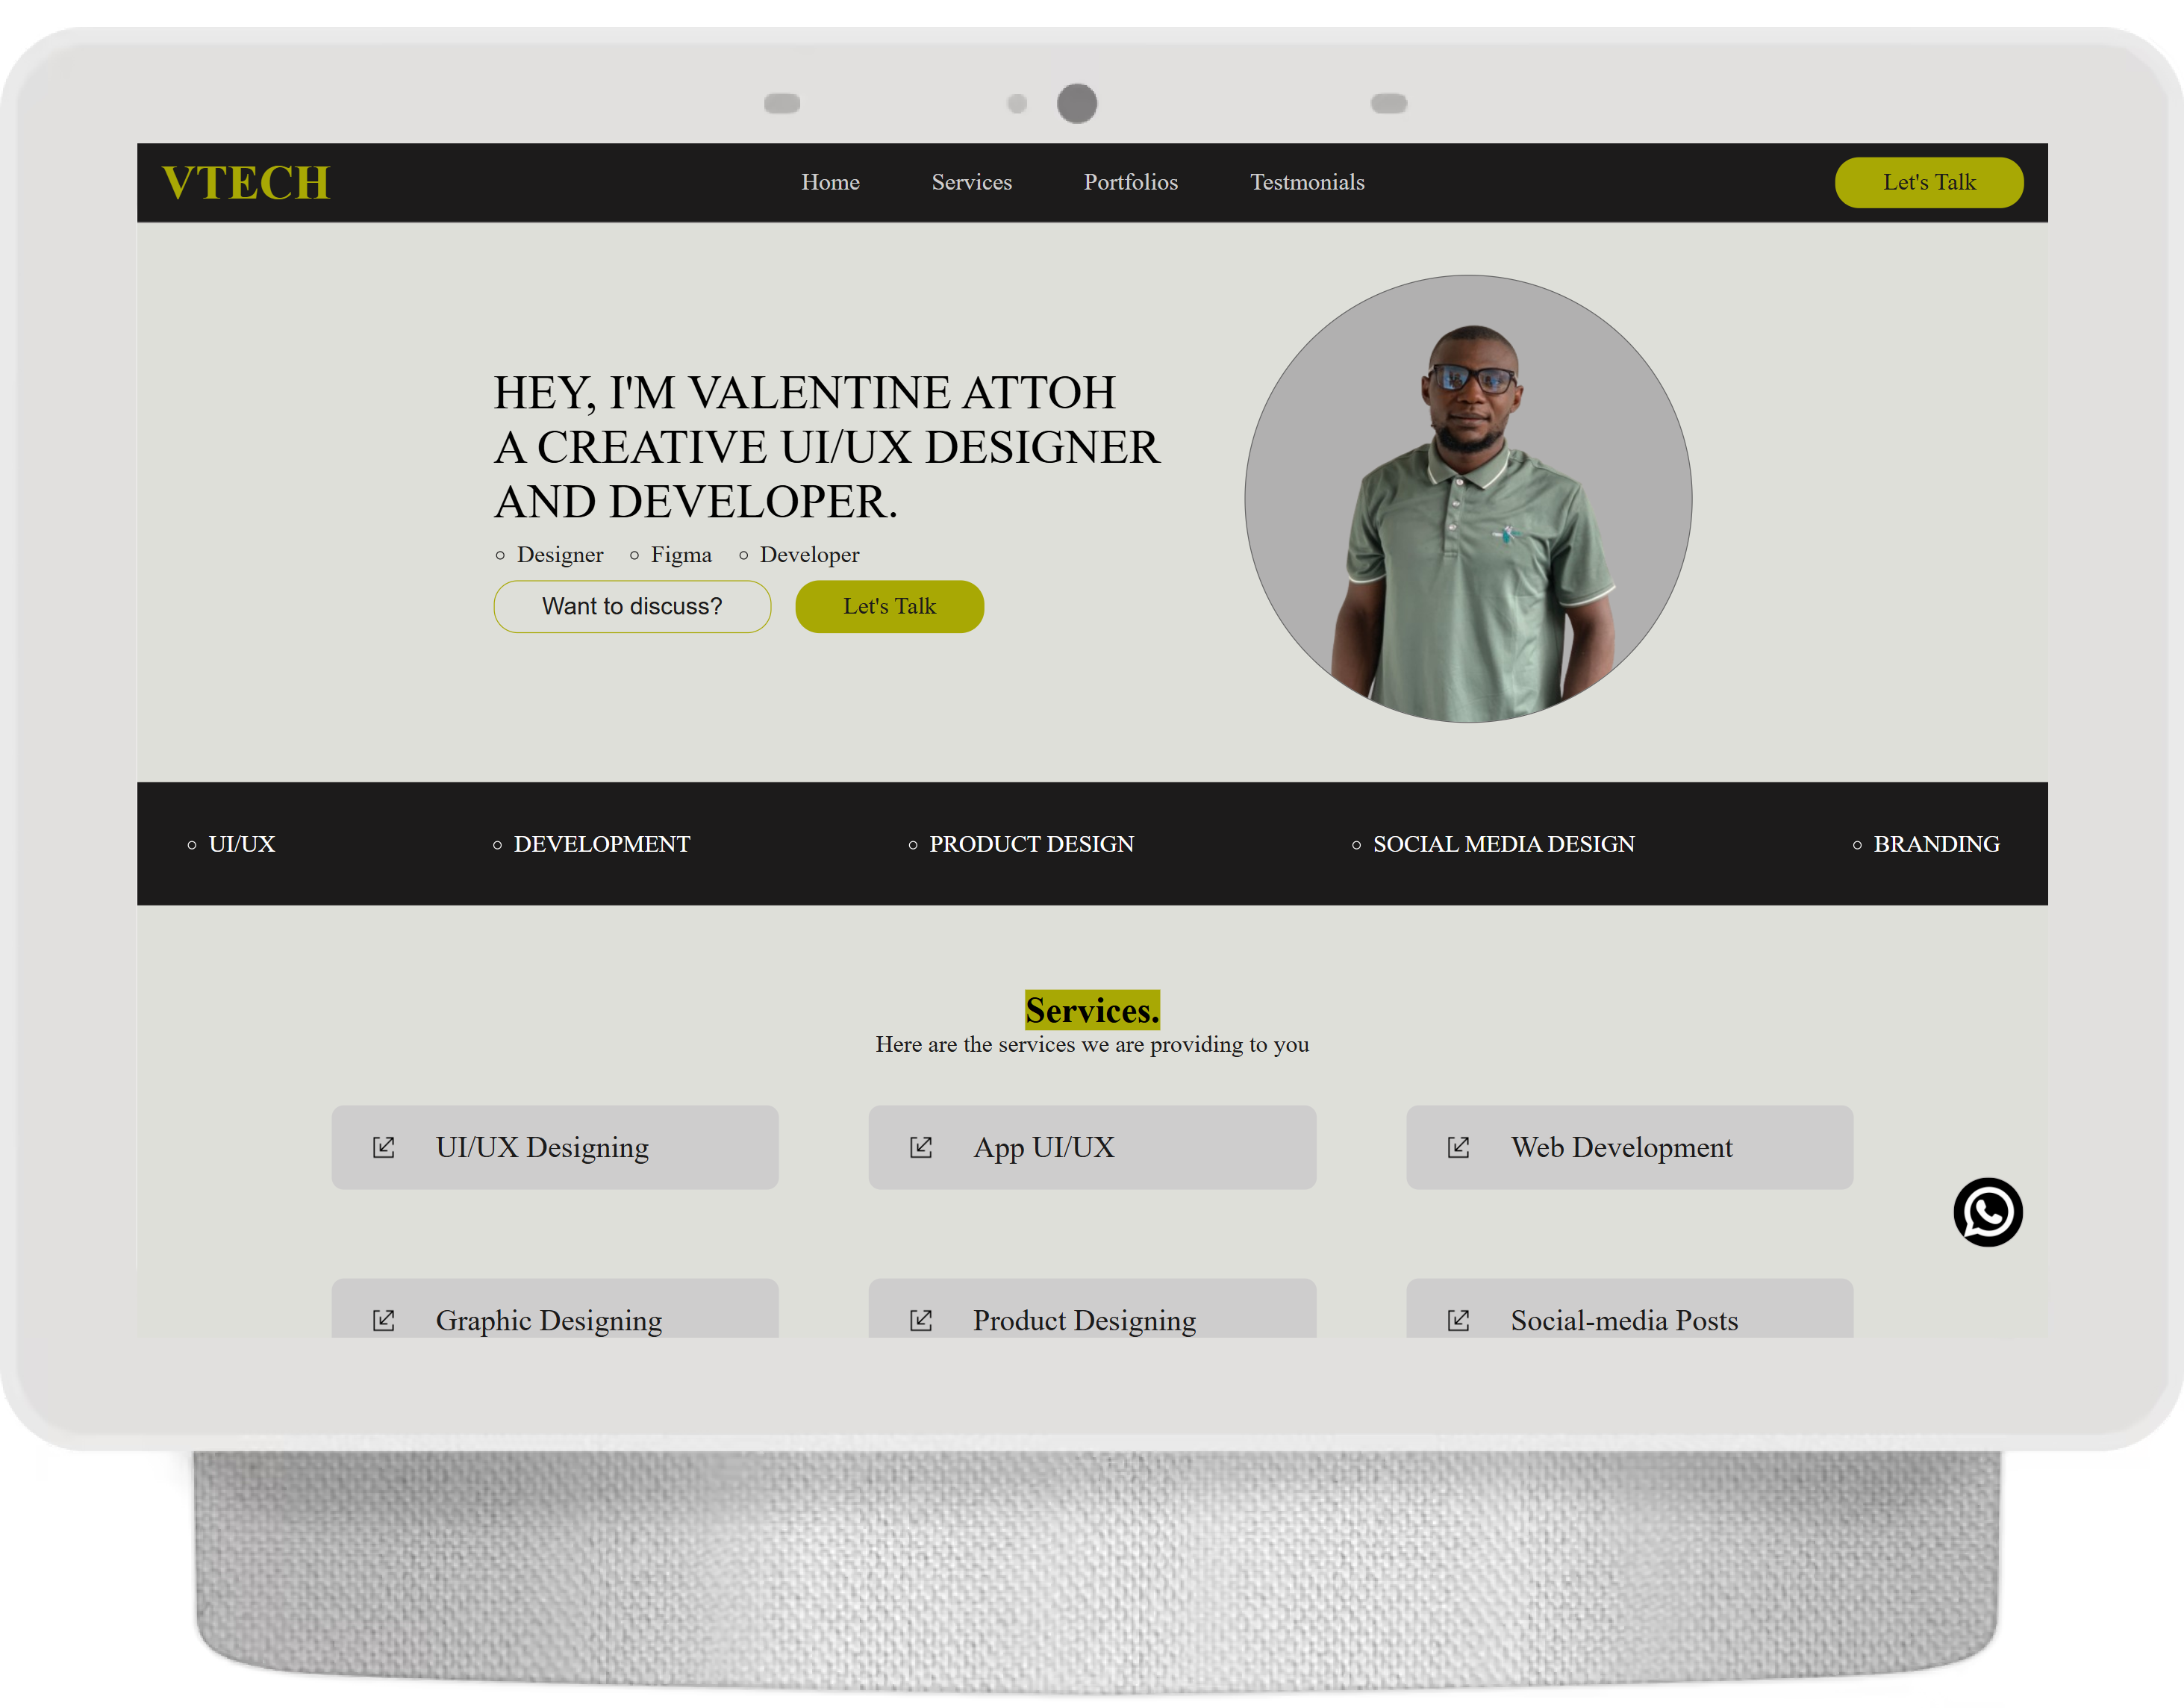 VTECH
Home Services Portfolios Testmonials
Let's Talk
HEY, I'M VALENTINE ATTOH
A CREATIVE UI/UX DESIGNER
AND DEVELOPER.
Designer Figma Developer
Want to discuss? Let's Talk
UI/UX DEVELOPMENT PRODUCT DESIGN SOCIAL MEDIA DESIGN BRANDING
Services.
Here are the services we are providing to you
UI/UX Designing
App UI/UX
Web Development
Graphic Designing
Product Designing
Social-media Posts